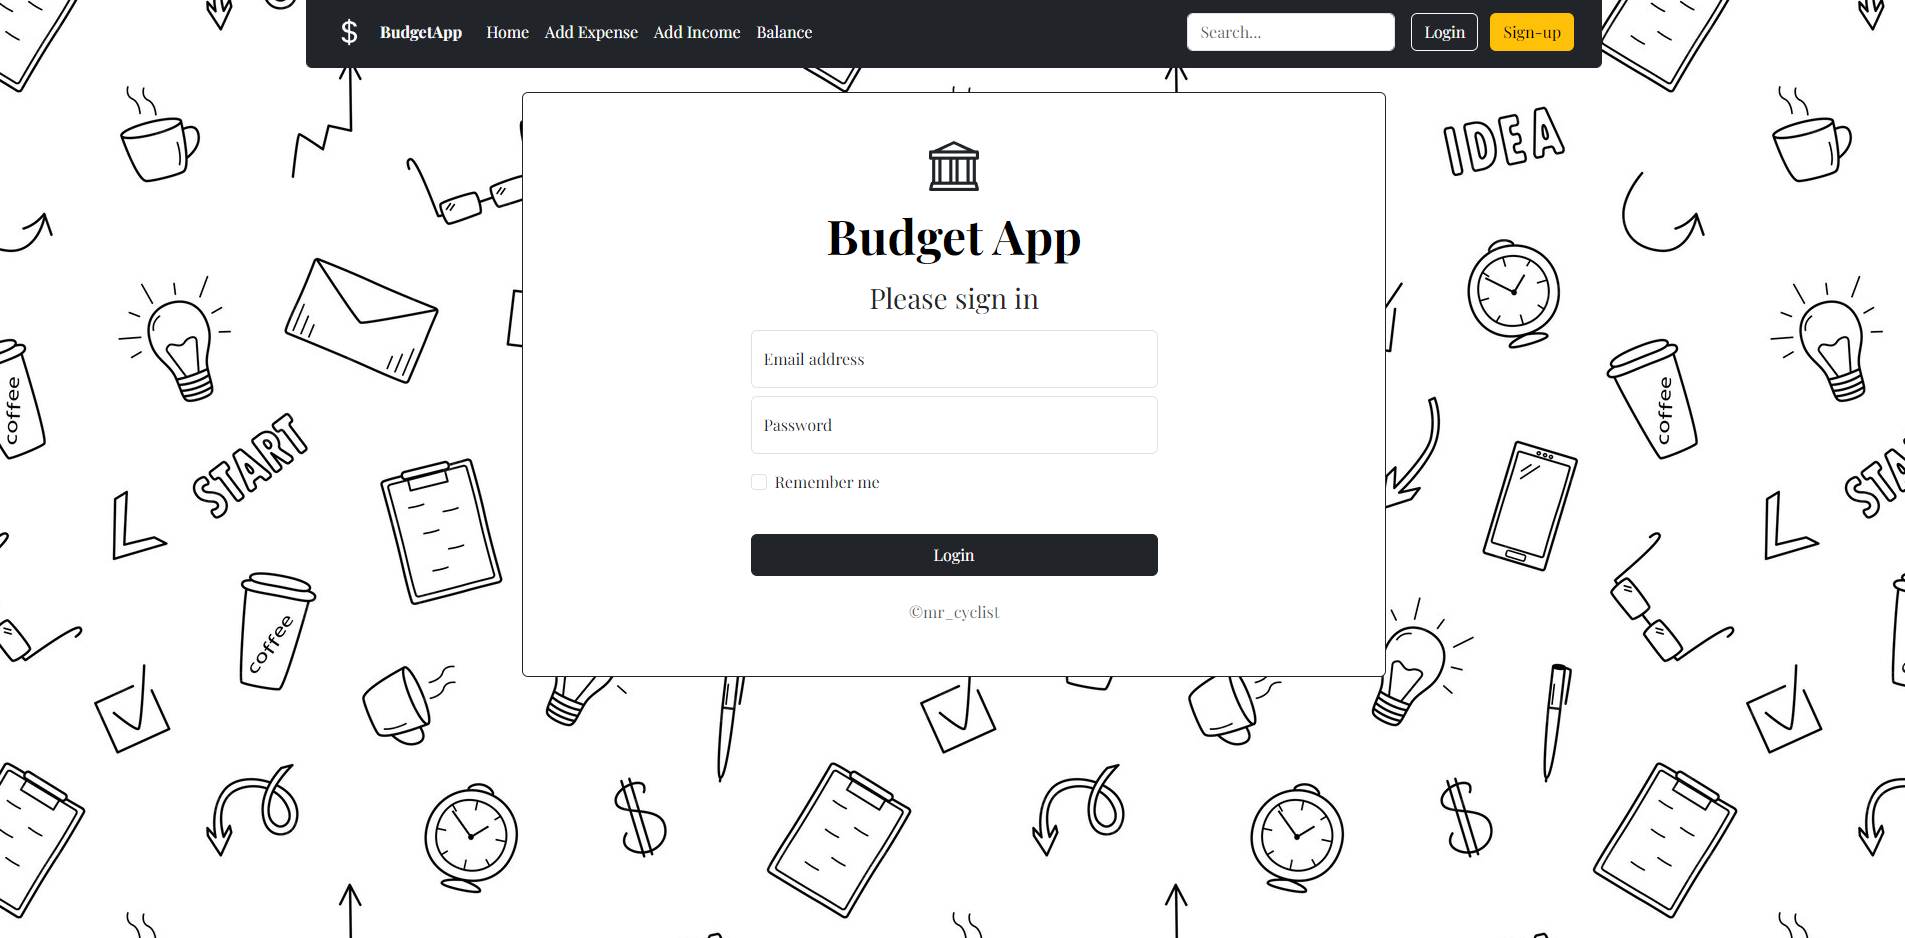 $ BudgetApp Home Add Expense Add Income Balance Search... Login Sign-up
IDEA
Budget App
Please sign in
Email address
coffee
coffee
Password
START
Remember me
Login
coffee
©mr_cyclist